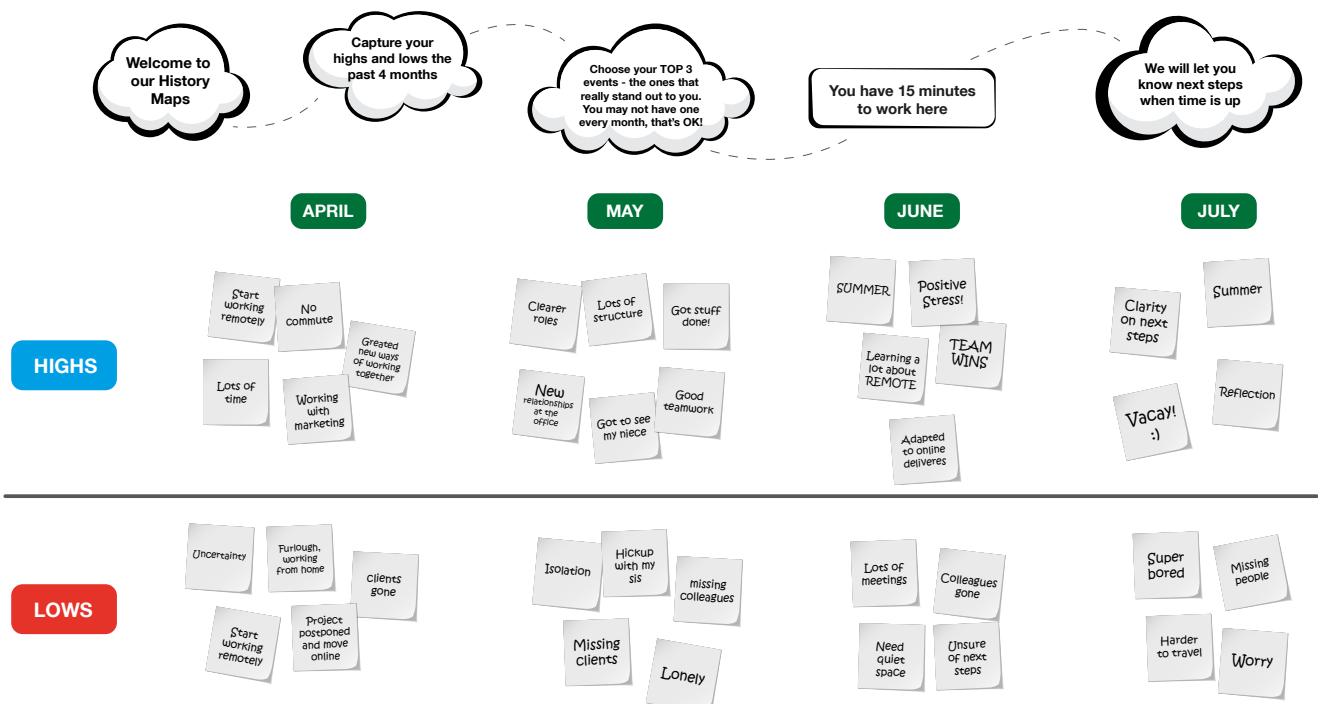 Welcome to
our History
Maps
Capture your
highs and lows the
past 4 months
Choose your TOP 3
events - the ones that
really stand out to you.
You may not have one
every month, that's OK!
You have 15 minutes
to work here
We will let you
know next steps
when time is up
APRIL
MAY
JUNE
JULY
HIGHS
Start
working
remotely
No
commute
Greated
new ways
of working
together
Lots of
time
Working
with
marketing
Clearer
roles
Lots of
structure
Got stuff
done!
New
relationships
at the
office
Got to see
my niece
Good
teamwork
SUMMER
Positive
Stress!
Learning a
lot about
REMOTE
TEAM
WINS
Adapted
to online
deliveres
Clarity
on next
steps
Summer
Vacay!
:)
Reflection
LOWS
Uncertainty
Furlough,
working
from home
clients
gone
Start
working
remotely
Project
postponed
and move
online
Isolation
Hickup
with my
sis
missing
colleagues
Missing
clients
Lonely
Lots of
meetings
Colleagues
gone
Need
quiet
space
Unsure
of next
steps
Super
bored
Missing
people
Harder
to travel
Worry